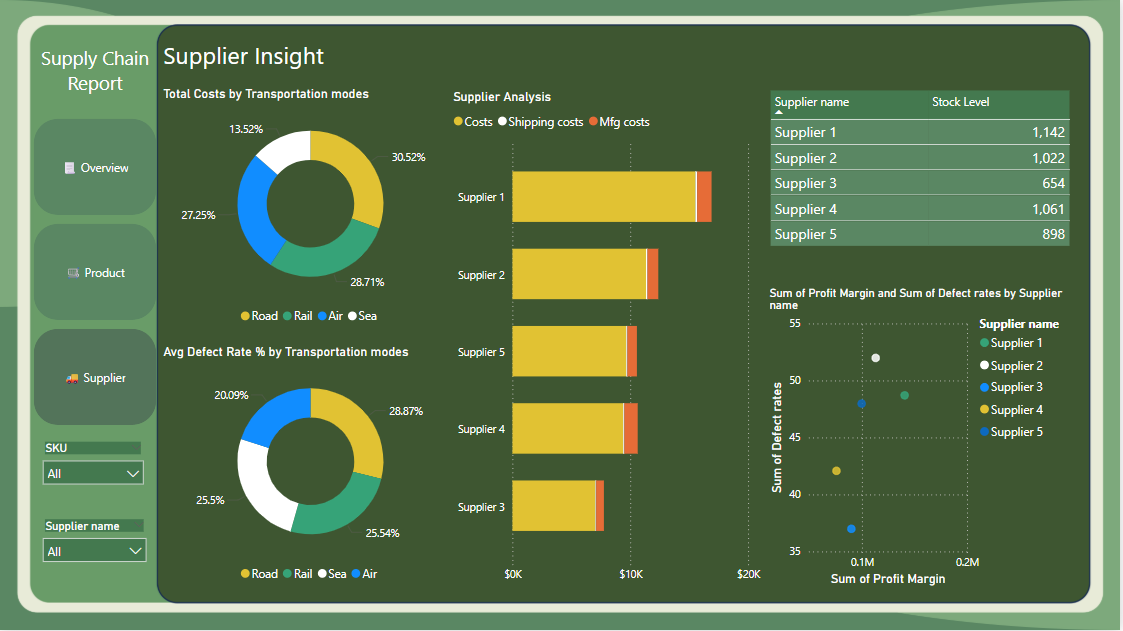 Supply Chain
Report
Overview
Product
Supplier
SKU
All
Supplier name
All
Supplier Insight
Total Costs by Transportation modes
13.52%
30.52%
27.25%
28.71%
Road Rail Air Sea
Avg Defect Rate % by Transportation modes
20.09%
28.87%
25.5%
25.54%
Road Rail Sea Air
Supplier Analysis
Costs Shipping costs Mfg costs
Supplier 1
Supplier 2
Supplier 5
Supplier 4
Supplier 3
$0K $10K $20K
Supplier name Stock Level
Supplier 1 1,142
Supplier 2 1,022
Supplier 3 654
Supplier 4 1,061
Supplier 5 898
Sum of Profit Margin and Sum of Defect rates by Supplier
name
Sum of Defect rates
55
50
45
40
35
0.1M 0.2M
Sum of Profit Margin
Supplier name
Supplier 1
Supplier 2
Supplier 3
Supplier 4
Supplier 5